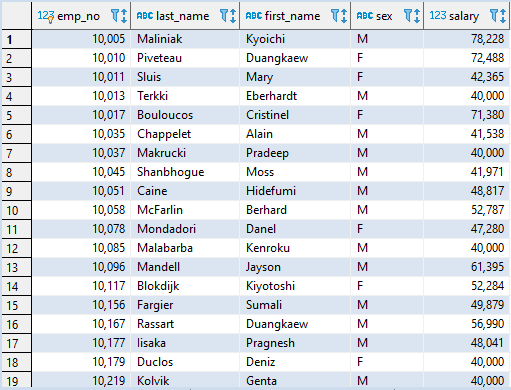 123 emp_no ABC last_name ABC first_name ABC sex 123 salary
1 10,005 Maliniak Kyoichi M 78,228
2 10,010 Piveteau Duangkaew F 72,488
3 10,011 Sluis Mary F 42,365
4 10,013 Terkki Eberhardt M 40,000
5 10,017 Bouloucos Cristinel F 71,380
6 10,035 Chappelet Alain M 41,538
7 10,037 Makrucki Pradeep M 40,000
8 10,045 Shanbhogue Moss M 41,971
9 10,051 Caine Hidefumi M 48,817
10 10,058 McFarlin Berhard M 52,787
11 10,078 Mondadori Danel F 47,280
12 10,085 Malabarba Kenroku M 40,000
13 10,096 Mandell Jayson M 61,395
14 10,117 Blokdijk Kiyotoshi F 52,284
15 10,156 Fargier Sumali M 49,879
16 10,167 Rassart Duangkaew M 56,990
17 10,177 Iisaka Pragnesh M 48,041
18 10,179 Duclos Deniz F 40,000
19 10,219 Kolvik Genta M 40,000